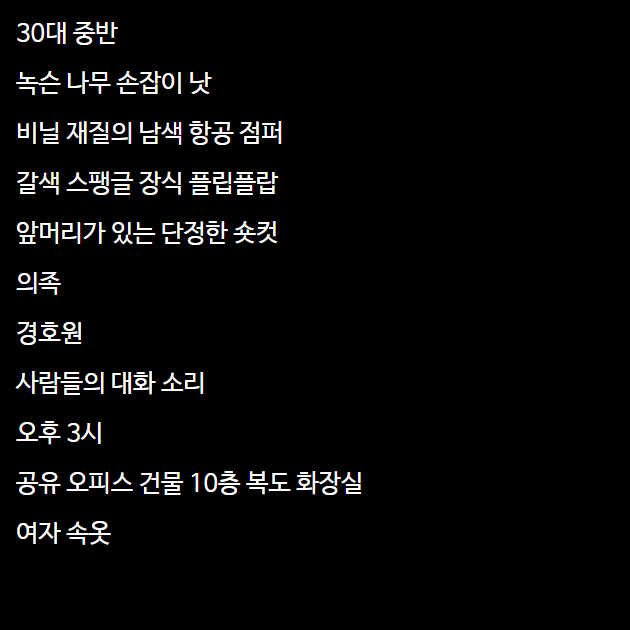 30대 중반
녹슨 나무 손잡이 낫
비닐 재질의 남색 항공 점퍼
갈색 스팽글 장식 플립플랍
앞머리가 있는 단정한 숏컷
의족
경호원
사람들의 대화 소리
오후 3시
공유 오피스 건물 10층 복도 화장실
여자 속옷